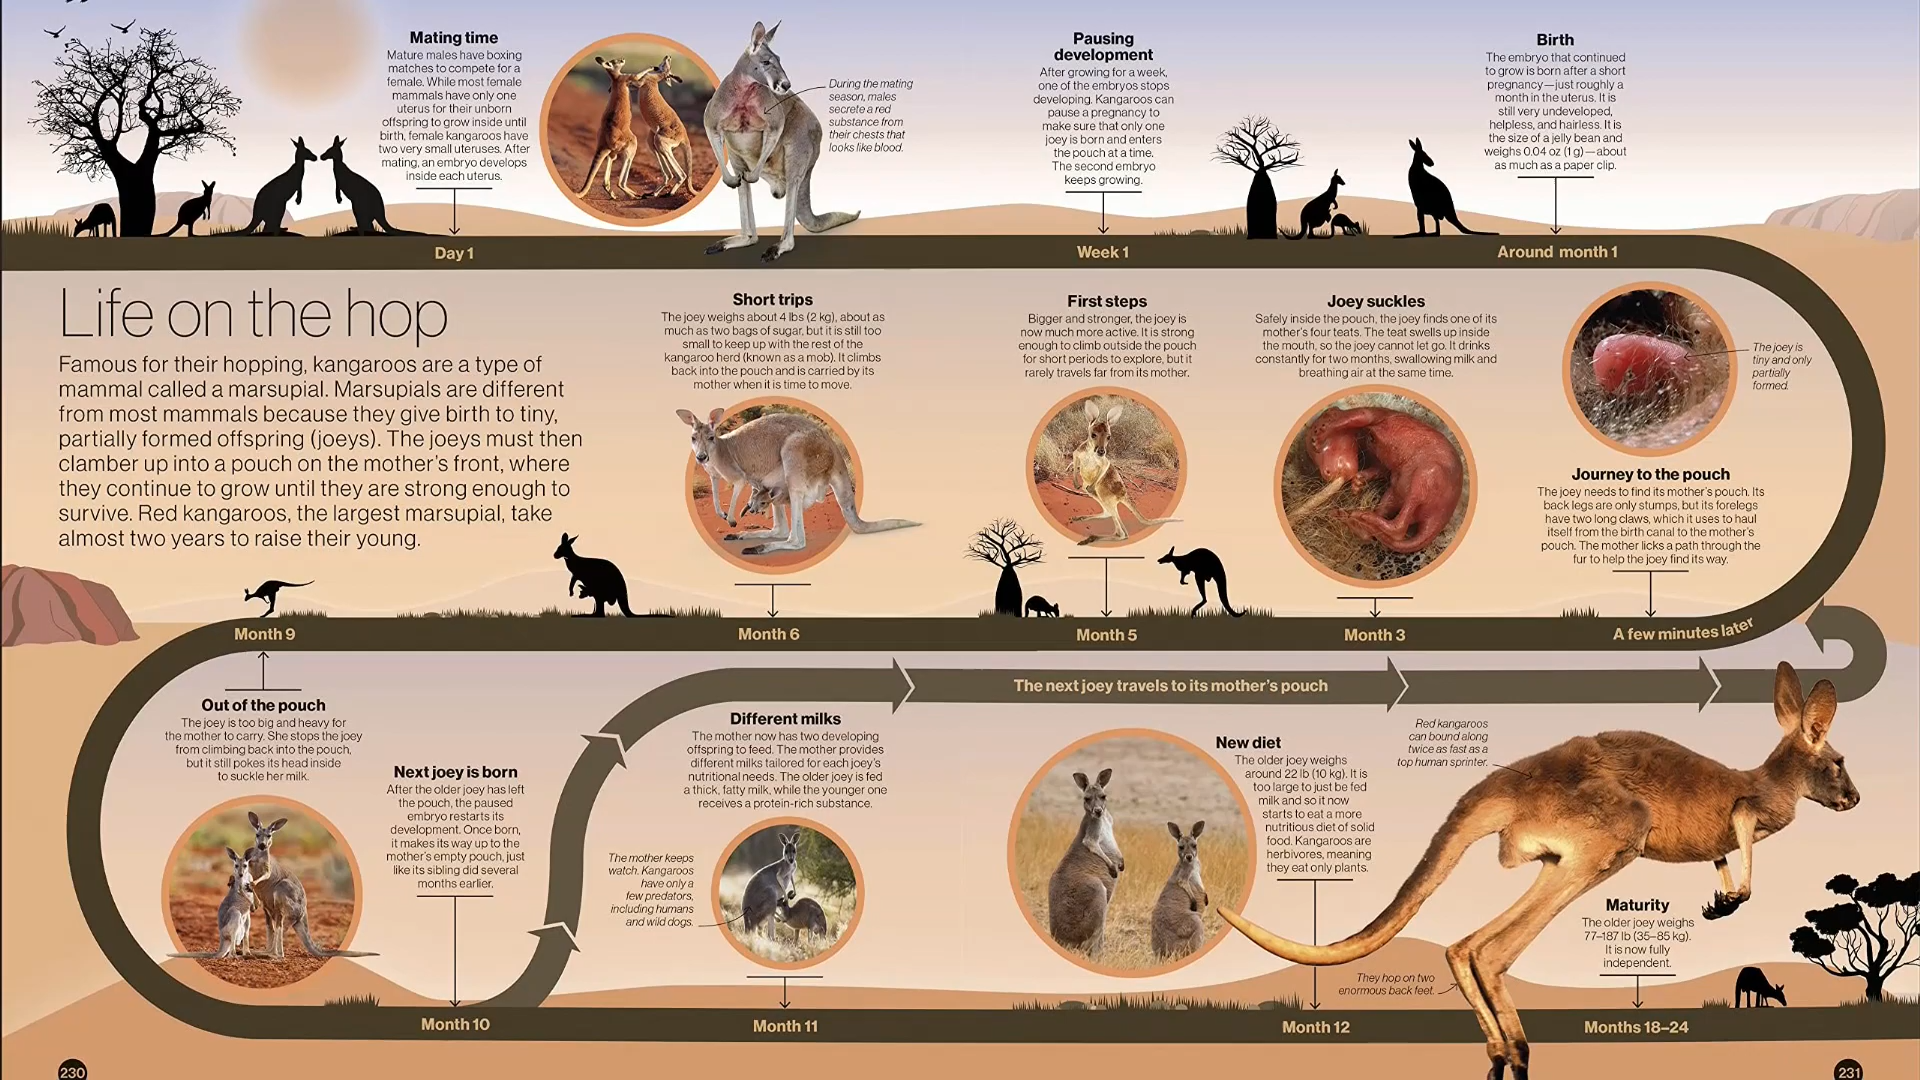 Mating time
Mature males have boxing
matches to compete for a
female. While most female
mammals have only one
uterus for their unborn
offspring to grow inside until
birth, female kangaroos have
two very small uteruses. After
mating, an embryo develops
inside each uterus.
During the mating
season, males
secrete a red
substance from
their chests that
looks like blood.
Pausing
development
After growing for a week,
one of the embryos stops
developing. Kangaroos can
pause a pregnancy to
make sure that only one
joey is born and enters
the pouch at a time.
The second embryo
keeps growing.
Birth
The embryo that continued
to grow is born after a short
pregnancy—just roughly a
month in the uterus. It is
still very undeveloped,
helpless, and hairless. It is
the size of a jelly bean and
weighs 0.04 oz (1 g)—about
as much as a paper clip.
Day 1
Week 1
Around month 1
Life on the hop
Famous for their hopping, kangaroos are a type of
mammal called a marsupial. Marsupials are different
from most mammals because they give birth to tiny,
partially formed offspring (joeys). The joeys must then
clamber up into a pouch on the mother's front, where
they continue to grow until they are strong enough to
survive. Red kangaroos, the largest marsupial, take
almost two years to raise their young.
Short trips
The joey weighs about 4 lbs (2 kg), about as
much as two bags of sugar, but it is still too
small to keep up with the rest of the
kangaroo herd (known as a mob). It climbs
back into the pouch and is carried by its
mother when it is time to move.
First steps
Bigger and stronger, the joey is
now much more active. It is strong
enough to climb outside the pouch
for short periods to explore, but it
rarely travels far from its mother.
Joey suckles
Safely inside the pouch, the joey finds one of its
mother's four teats. The teat swells up inside
the mouth, so the joey cannot let go. It drinks
constantly for two months, swallowing milk and
breathing air at the same time.
The joey is
tiny and only
partially
formed.
Journey to the pouch
The joey needs to find its mother's pouch. Its
back legs are only stumps, but its forelegs
have two long claws, which it uses to haul
itself from the birth canal to the mother's
pouch. The mother licks a path through the
fur to help the joey find its way.
Month 9
Month 6
Month 5
Month 3
A few minutes later
The next joey travels to its mother's pouch
Out of the pouch
The joey is too big and heavy for
the mother to carry. She stops the joey
from climbing back into the pouch,
but it still pokes its head inside
to suckle her milk.
Next joey is born
After the older joey has left
the pouch, the paused
embryo restarts its
development. Once born,
it makes its way up to the
mother's empty pouch, just
like its sibling did several
months earlier.
Different milks
The mother now has two developing
offspring to feed. The mother provides
different milks tailored for each joey's
nutritional needs. The older joey is fed
a thick, fatty milk, while the younger one
receives a protein-rich substance.
The mother keeps
watch. Kangaroos
have only a
few predators,
including humans
and wild dogs.
New diet
The older joey weighs
around 22 lb (10 kg). It is
too large to just be fed
milk and so it now
starts to eat a more
nutritious diet of solid
food. Kangaroos are
herbivores, meaning
they eat only plants.
Red kangaroos
can bound along
twice as fast as a
top human sprinter.
They hop on two
enormous back feet.
Maturity
The older joey weighs
77–187 lb (35–85 kg).
It is now fully
independent.
Month 10
Month 11
Month 12
Months 18–24
230
231